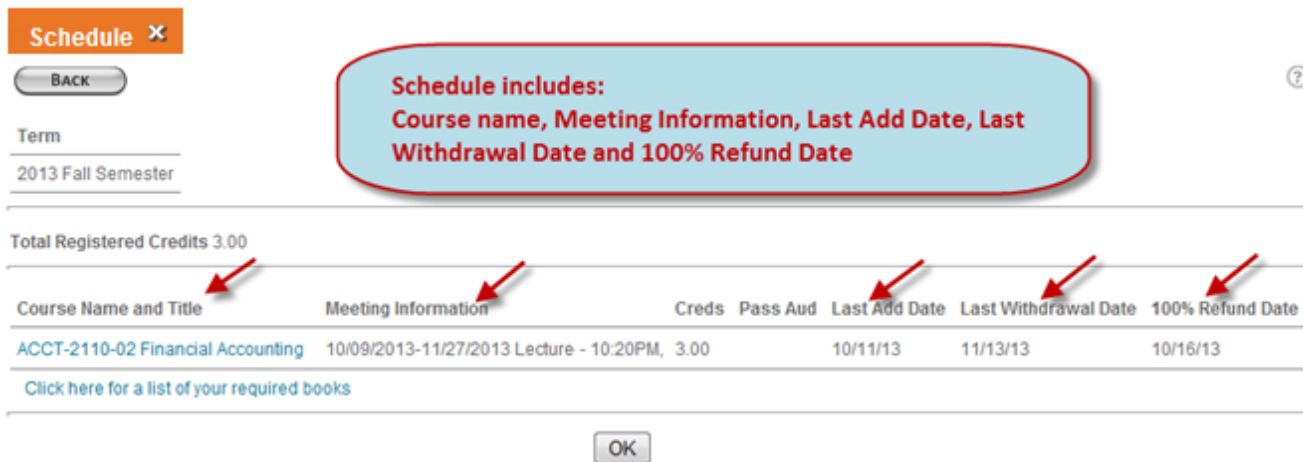 Schedule ×
BACK
Schedule includes:
Course name, Meeting Information, Last Add Date, Last
Withdrawal Date and 100% Refund Date
?
Term
2013 Fall Semester
Total Registered Credits 3.00
Course Name and Title Meeting Information Creds Pass Aud Last Add Date Last Withdrawal Date 100% Refund Date
ACCT-2110-02 Financial Accounting 10/09/2013-11/27/2013 Lecture - 10:20PM, 3.00 10/11/13 11/13/13 10/16/13
Click here for a list of your required books
OK